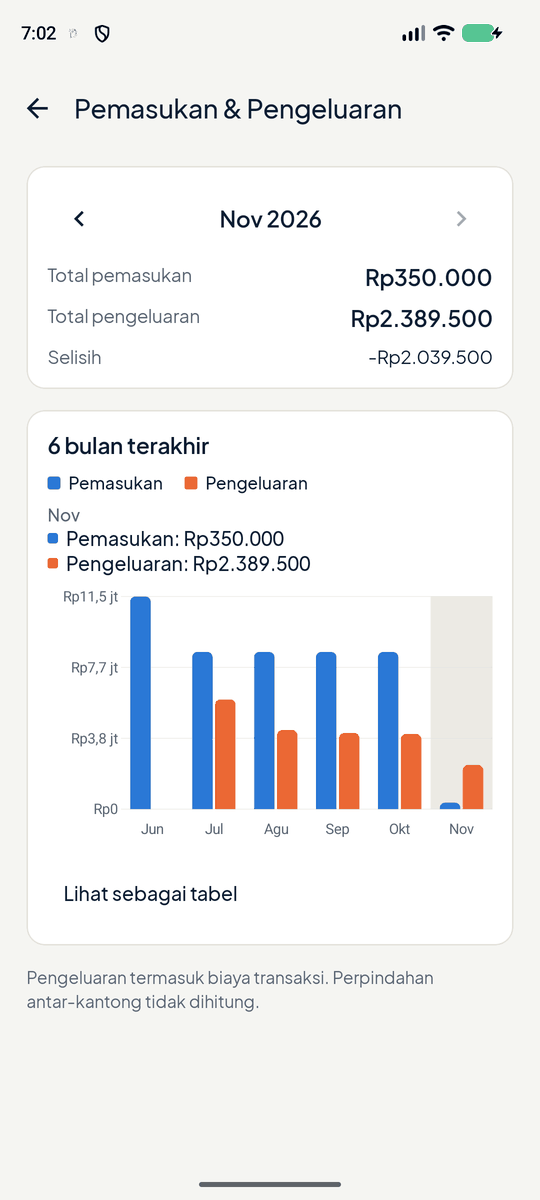 7:02
Pemasukan & Pengeluaran
Nov 2026
Total pemasukan Rp350.000
Total pengeluaran Rp2.389.500
Selisih -Rp2.039.500
6 bulan terakhir
Pemasukan Pengeluaran
Nov
Pemasukan: Rp350.000
Pengeluaran: Rp2.389.500
Rp11,5 jt
Rp7,7 jt
Rp3,8 jt
Rp0
Jun Jul Agu Sep Okt Nov
Lihat sebagai tabel
Pengeluaran termasuk biaya transaksi. Perpindahan
antar-kantong tidak dihitung.